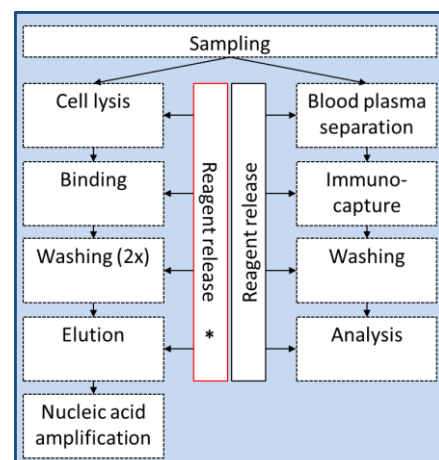 Sampling
Cell lysis
Binding
Washing (2x)
Elution
Nucleic acid
amplification
Reagent release *
Reagent release
Blood plasma
separation
Immuno-
capture
Washing
Analysis